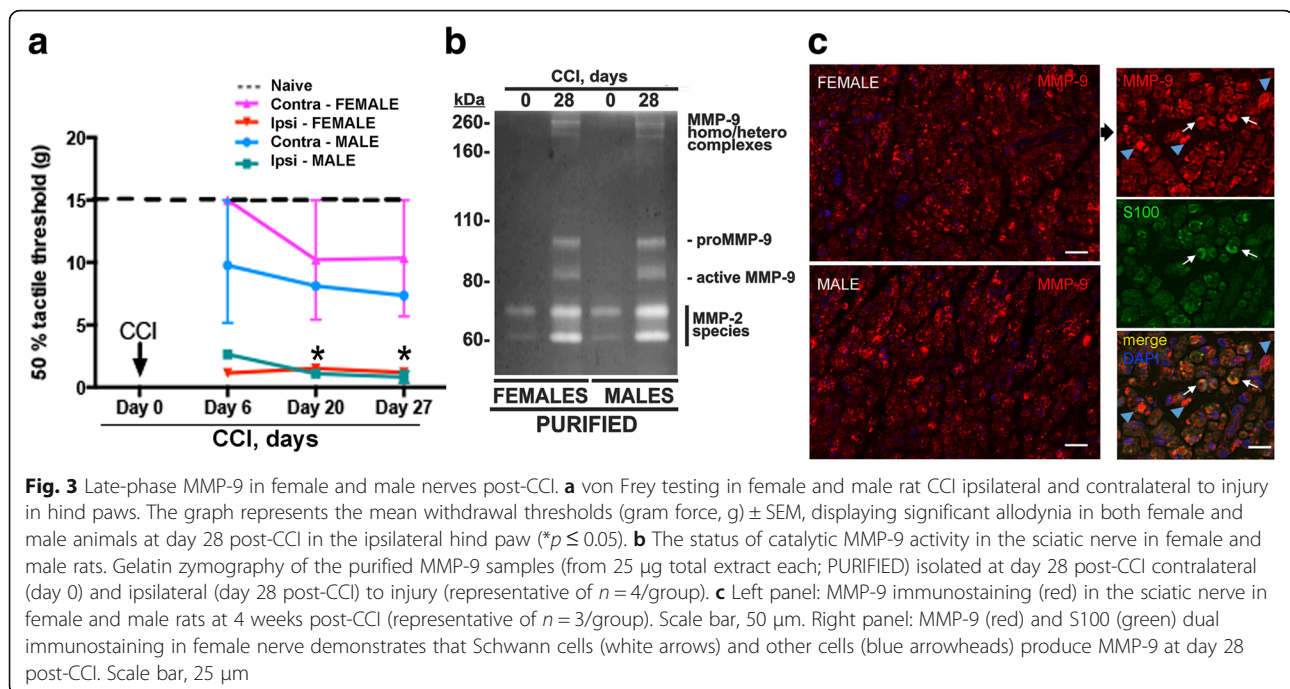 a
Naive
Contra - FEMALE
Ipsi - FEMALE
Contra - MALE
Ipsi - MALE
50 % tactile threshold (g)
20
15
10
5
0
CCI
*
*
Day 0
Day 6
Day 20
Day 27
CCI, days
b
CCI, days
kDa
0 28 0 28
260-
160-
110-
80-
60-
MMP-9
homo/hetero
complexes
- proMMP-9
- active MMP-9
MMP-2
species
FEMALES MALES
PURIFIED
c
FEMALE
MMP-9
MALE
MMP-9
MMP-9
S100
merge
DAPI
Fig. 3 Late-phase MMP-9 in female and male nerves post-CCI. a von Frey testing in female and male rat CCI ipsilateral and contralateral to injury
in hind paws. The graph represents the mean withdrawal thresholds (gram force, g) ± SEM, displaying significant allodynia in both female and
male animals at day 28 post-CCI in the ipsilateral hind paw (*p ≤ 0.05). b The status of catalytic MMP-9 activity in the sciatic nerve in female and
male rats. Gelatin zymography of the purified MMP-9 samples (from 25 μg total extract each; PURIFIED) isolated at day 28 post-CCI contralateral
(day 0) and ipsilateral (day 28 post-CCI) to injury (representative of n = 4/group). c Left panel: MMP-9 immunostaining (red) in the sciatic nerve in
female and male rats at 4 weeks post-CCI (representative of n = 3/group). Scale bar, 50 μm. Right panel: MMP-9 (red) and S100 (green) dual
immunostaining in female nerve demonstrates that Schwann cells (white arrows) and other cells (blue arrowheads) produce MMP-9 at day 28
post-CCI. Scale bar, 25 μm